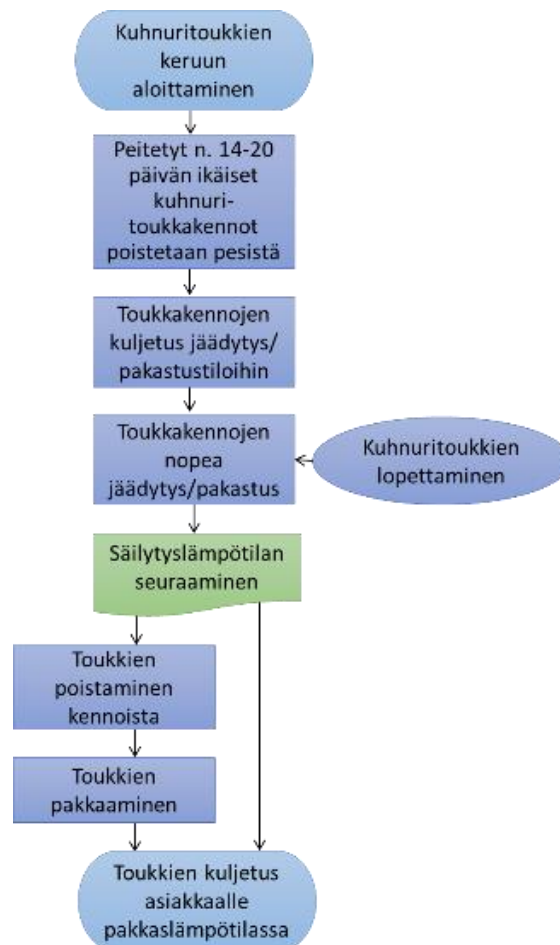 Kuhnuritoukkien
keruun
aloittaminen
Peitetyt n. 14-20
päivän ikäiset
kuhnuri-
toukkakennot
poistetaan pesistä
Toukkakennojen
kuljetus jäädytys/
pakastustiloihin
Toukkakennojen
nopea
jäädytys/pakastus
Kuhnuritoukkien
lopettaminen
Säilytyslämpötilan
seuraaminen
Toukkien
poistaminen
kennoista
Toukkien
pakkaaminen
Toukkien kuljetus
asiakkaalle
pakkaslämpötilassa